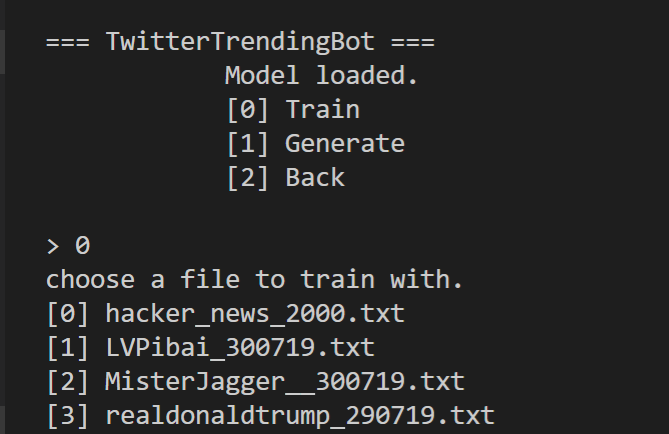 === TwitterTrendingBot ===
Model loaded.
[0] Train
[1] Generate
[2] Back
> 0
choose a file to train with.
[0] hacker_news_2000.txt
[1] LVPibai_300719.txt
[2] MisterJagger__300719.txt
[3] realdonaldtrump_290719.txt